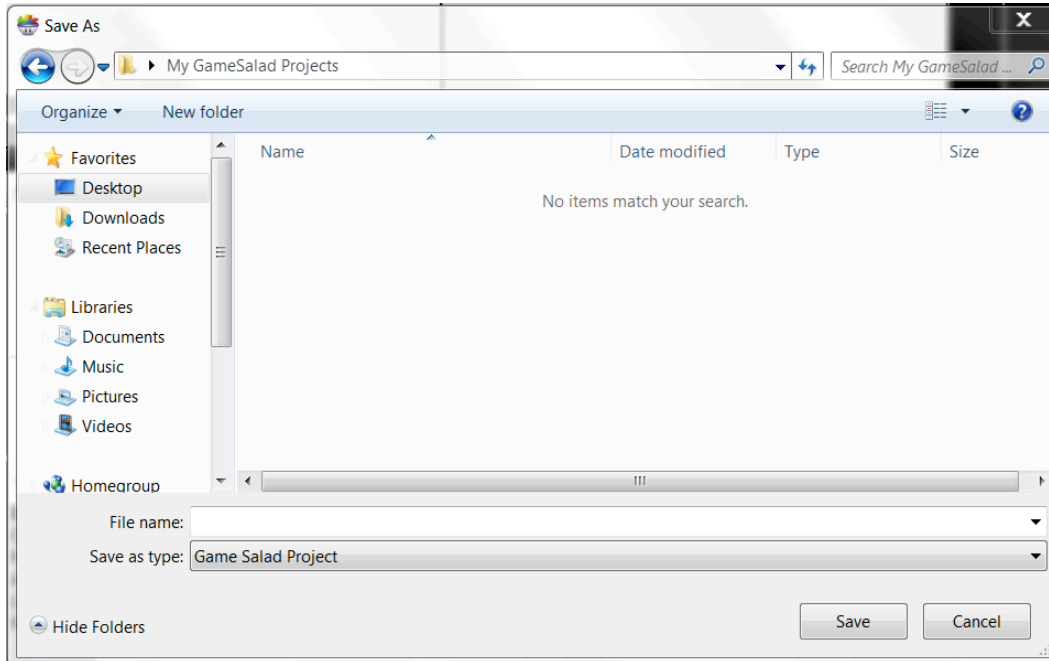 Save As
My GameSalad Projects
Search My GameSalad ...
Organize
New folder
Name
Date modified
Type
Size
No items match your search.
Favorites
Desktop
Downloads
Recent Places
Libraries
Documents
Music
Pictures
Videos
Homegroup
File name:
Save as type: Game Salad Project
Hide Folders
Save
Cancel